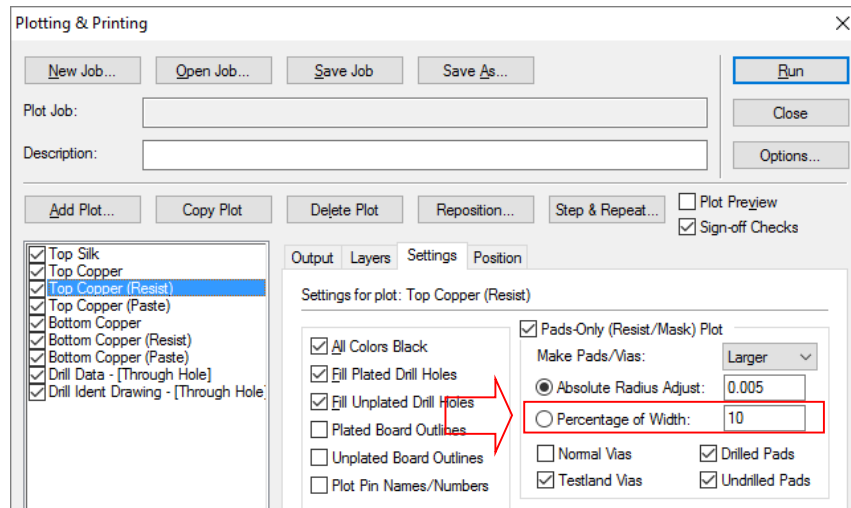 Plotting & Printing
New Job... Open Job... Save Job Save As... Run
Plot Job: Close
Description: Options...
Add Plot... Copy Plot Delete Plot Reposition... Step & Repeat... Plot Preview
Sign-off Checks
Top Silk
Top Copper
Top Copper (Resist)
Top Copper (Paste)
Bottom Copper
Bottom Copper (Resist)
Bottom Copper (Paste)
Drill Data - [Through Hole]
Drill Ident Drawing - [Through Hole]
Output Layers Settings Position
Settings for plot: Top Copper (Resist)
All Colors Black
Fill Plated Drill Holes
Fill Unplated Drill Holes
Plated Board Outlines
Unplated Board Outlines
Plot Pin Names/Numbers
Pads-Only (Resist/Mask) Plot
Make Pads/Vias: Larger
Absolute Radius Adjust: 0.005
Percentage of Width: 10
Normal Vias Drilled Pads
Testland Vias Undrilled Pads